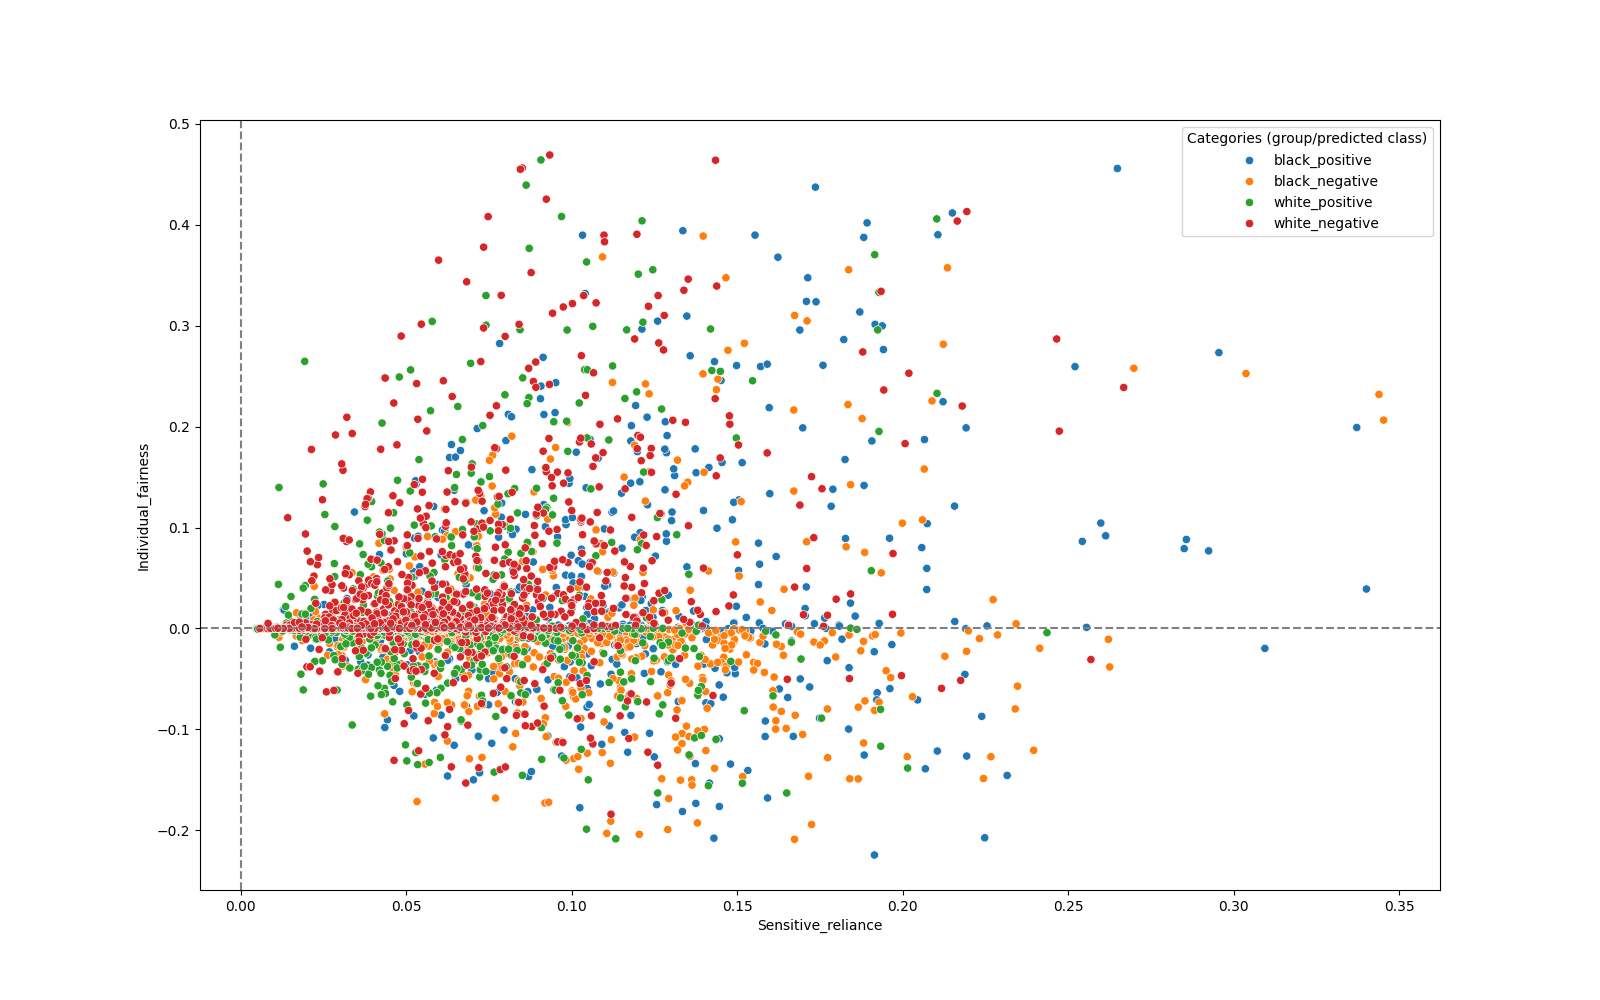 Categories (group/predicted class)
black_positive
black_negative
white_positive
white_negative
0.5
0.4
0.3
0.2
0.1
0.0
−0.1
−0.2
Individual_fairness
0.00 0.05 0.10 0.15 0.20 0.25 0.30 0.35
Sensitive_reliance